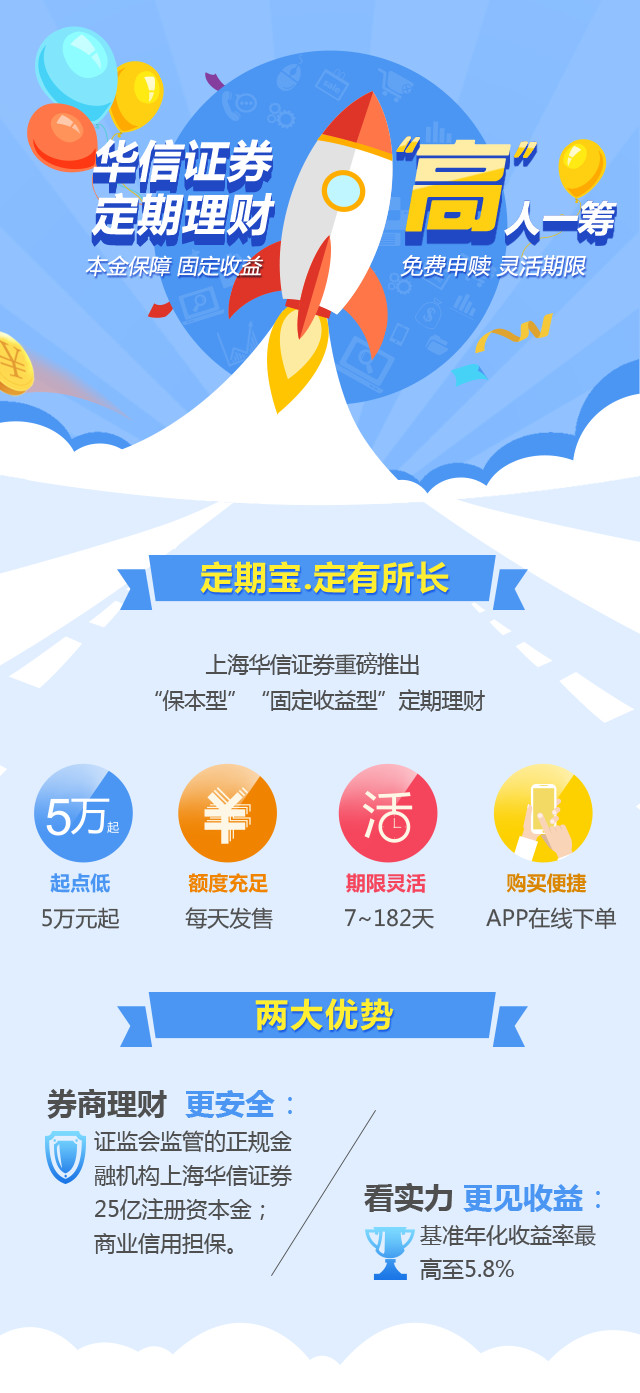 华信证券
定期理财
“高”人一筹
本金保障 固定收益
免费申赎 灵活期限
¥
定期宝.定有所长
上海华信证券重磅推出
“保本型”“固定收益型”定期理财
5万起
¥
活
起点低
额度充足
期限灵活
购买便捷
5万元起
每天发售
7~182天
APP在线下单
两大优势
券商理财 更安全：
证监会监管的正规金
融机构上海华信证券
25亿注册资本金；
商业信用担保。
看实力 更见收益：
基准年化收益率最
高至5.8%